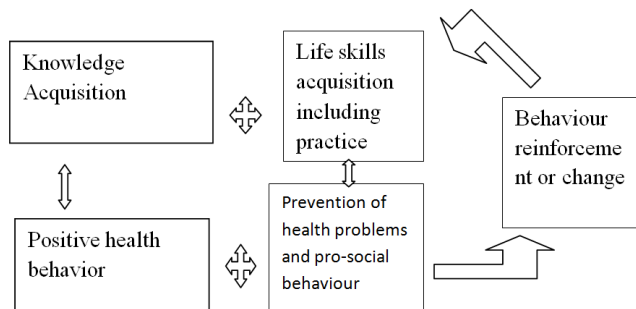 Knowledge
Acquisition
Life skills
acquisition
including
practice
Behaviour
reinforceme
nt or change
Positive health
behavior
Prevention of
health problems
and pro-social
behaviour